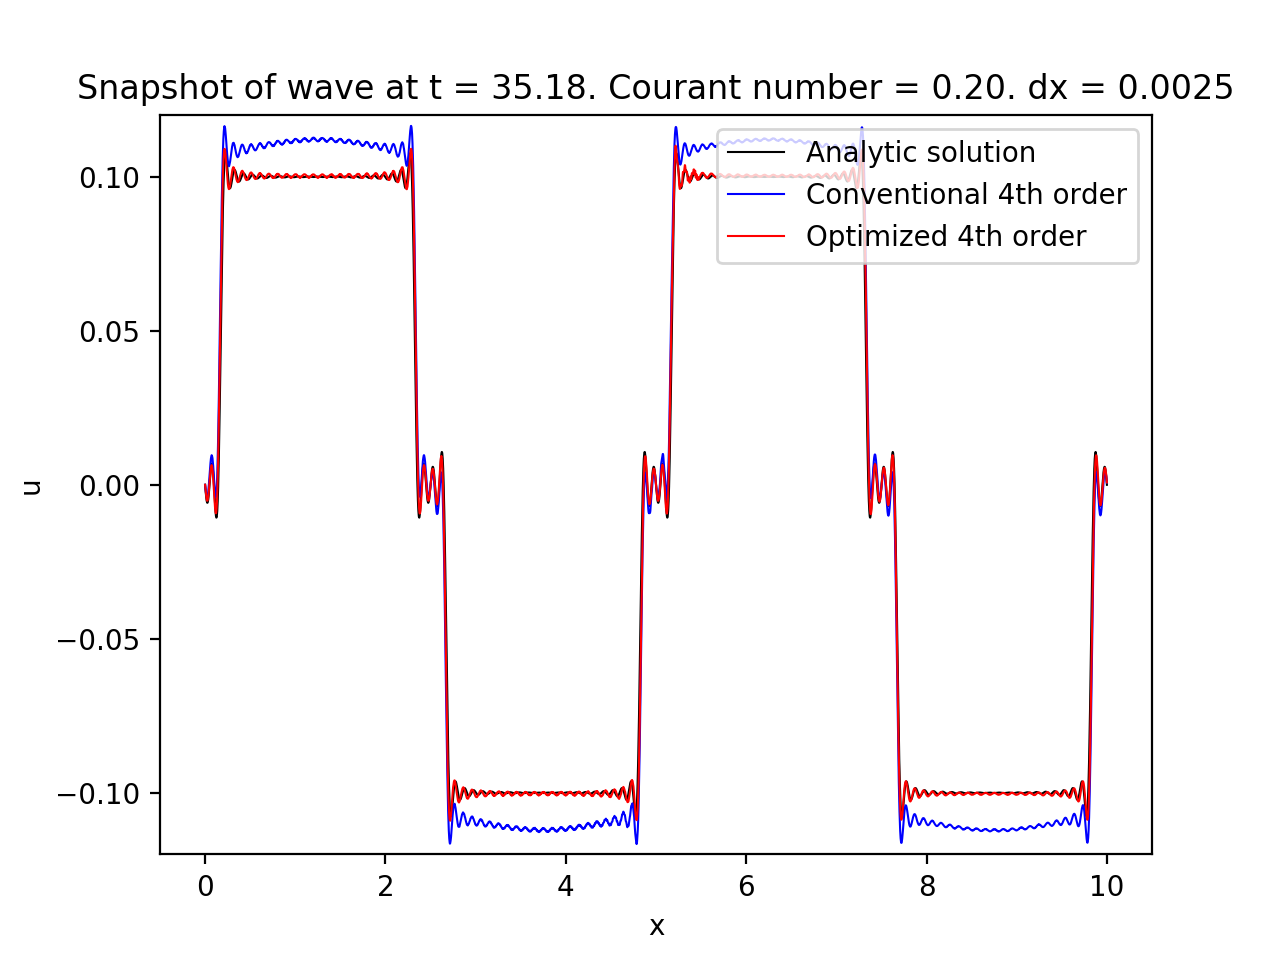 Snapshot of wave at t = 35.18. Courant number = 0.20. dx = 0.0025
Analytic solution
Conventional 4th order
Optimized 4th order
0.10
0.05
0.00
−0.05
−0.10
u
0 2 4 6 8 10
x